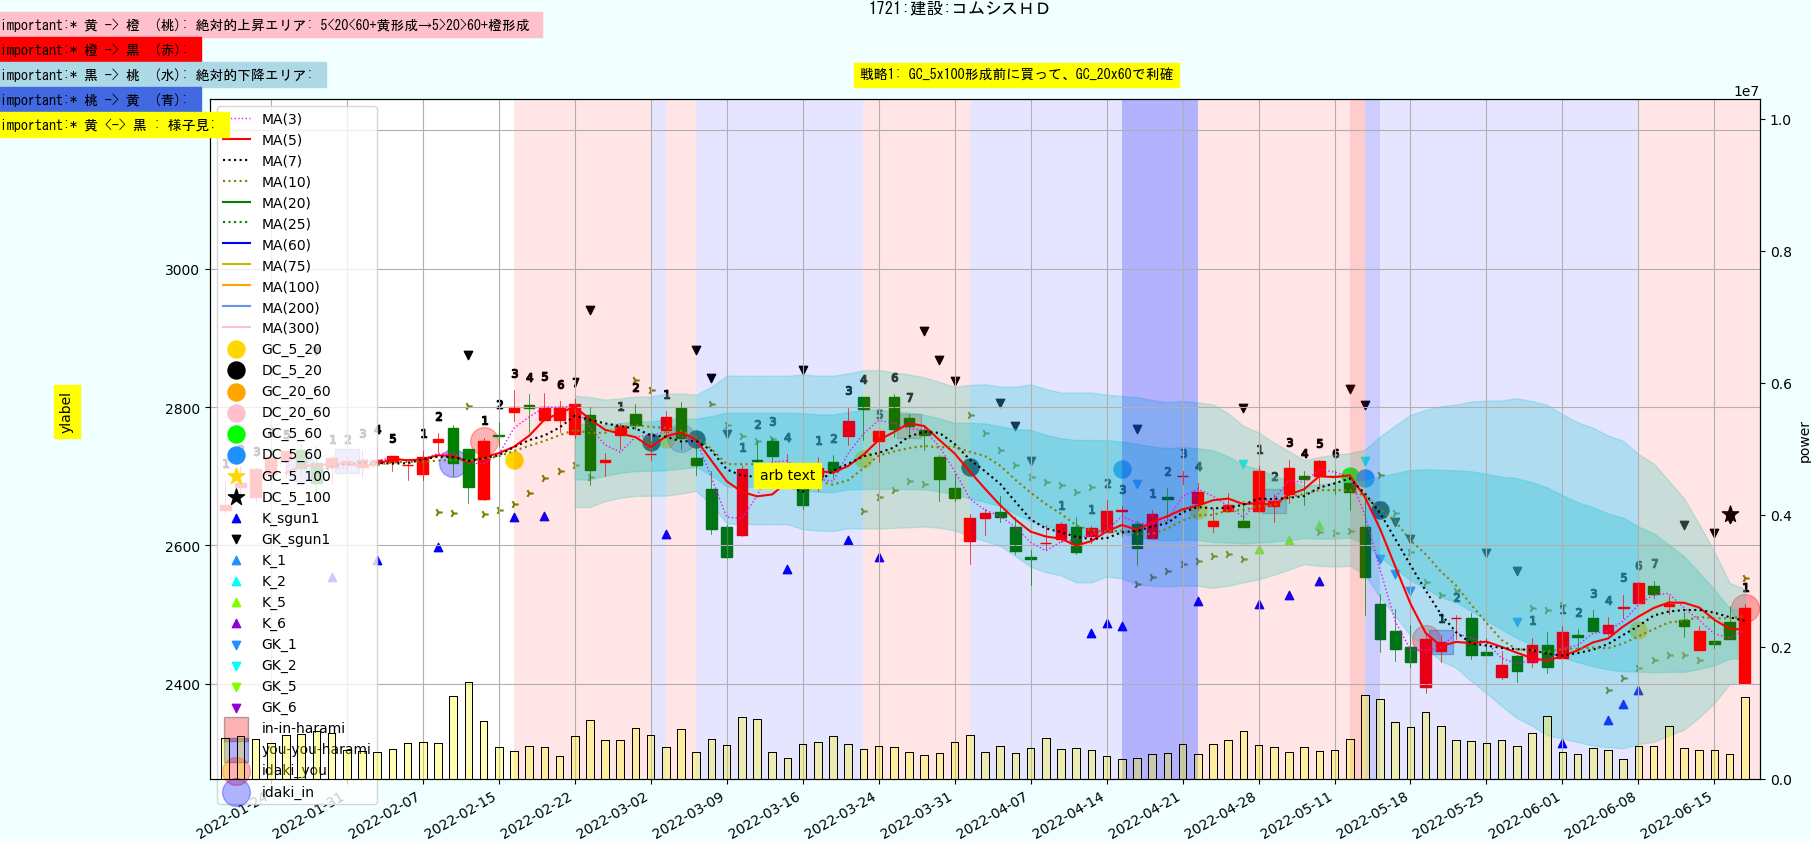 1721:建設:コムシスＨＤ
important:* 黄 -> 橙 (桃): 絶対的上昇エリア: 5<20<60+黄形成→5>20>60+橙形成
important:* 橙 -> 黒 (赤):
important:* 黒 -> 桃 (水): 絶対的下降エリア:
important:* 桃 -> 黄 (青):
important:* 黄 <-> 黒 : 様子見:
戦略1: GC_5x100形成前に買って、GC_20x60で利確
1e7
MA(3)
MA(5)
MA(7)
MA(10)
MA(20)
MA(25)
MA(60)
MA(75)
MA(100)
MA(200)
MA(300)
GC_5_20
DC_5_20
GC_20_60
DC_20_60
GC_5_60
DC_5_60
GC_5_100
DC_5_100
K_sgun1
GK_sgun1
K_1
K_2
K_5
K_6
GK_1
GK_2
GK_5
GK_6
in-in-harami
you-you-harami
idaki_you
idaki_in
3000
2800
2600
2400
ylabel
arb text
1.0
0.8
0.6
0.4
0.2
0.0
power
2022-01-24
2022-01-31
2022-02-07
2022-02-15
2022-02-22
2022-03-02
2022-03-09
2022-03-16
2022-03-24
2022-03-31
2022-04-07
2022-04-14
2022-04-21
2022-04-28
2022-05-11
2022-05-18
2022-05-25
2022-06-01
2022-06-08
2022-06-15